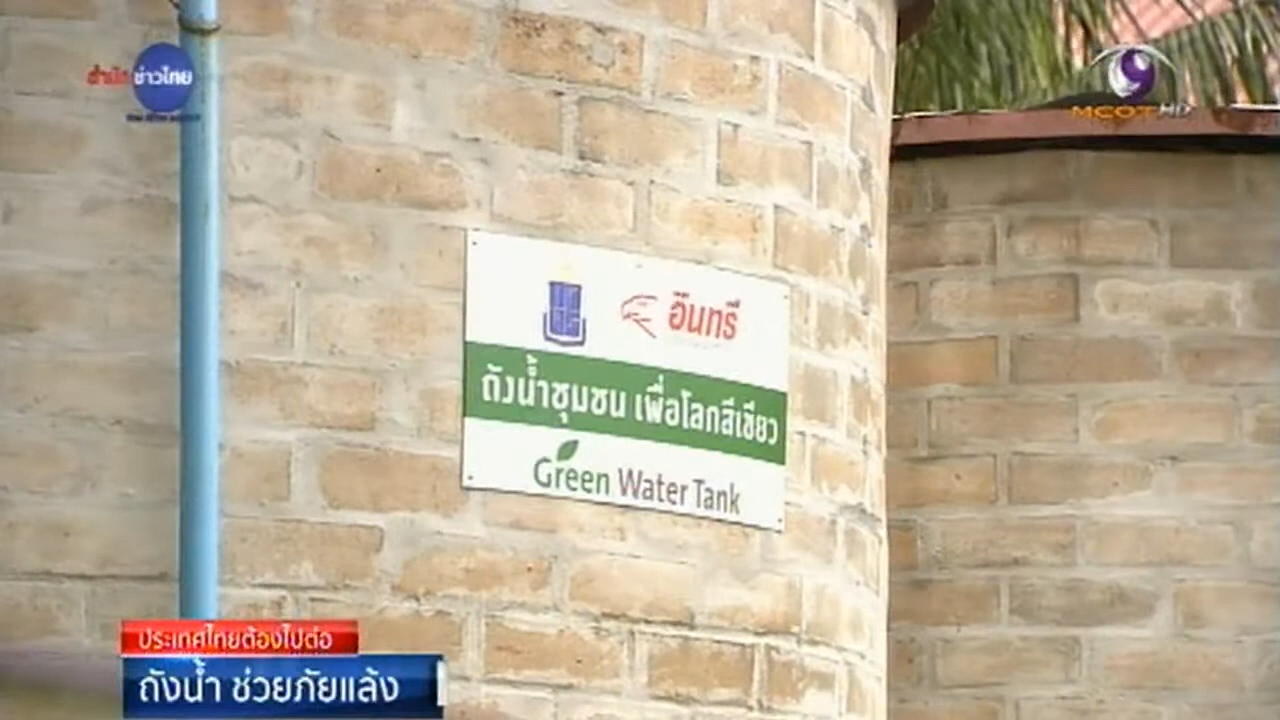 สำนักข่าวไทย
MCOT HD
อินทรี
ถังน้ำชุมชน เพื่อโลกสีเขียว
Green Water Tank
ประเทศไทยต้องไปต่อ
ถังน้ำ ช่วยภัยแล้ง